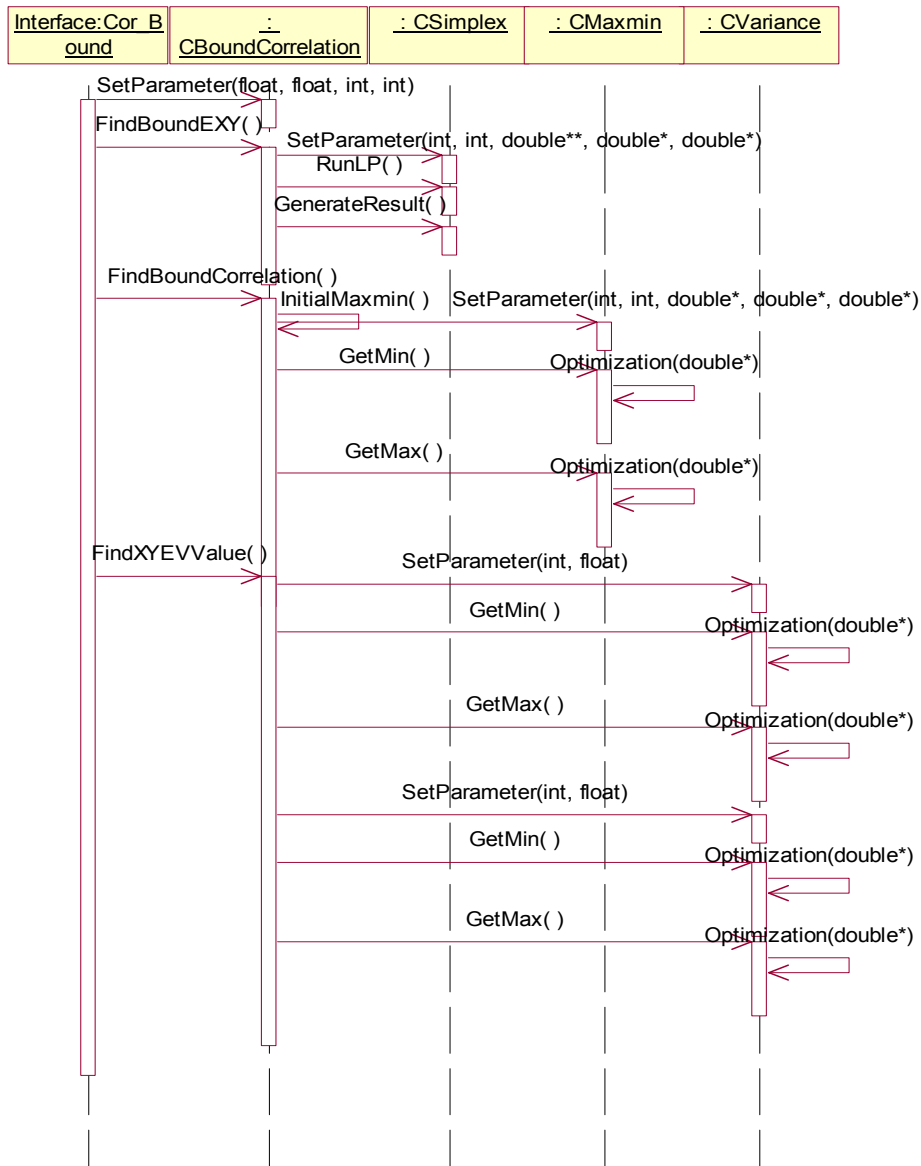 Interface:Cor_B
ound
:
CBoundCorrelation
: CSimplex
: CMaxmin
: CVariance
SetParameter(float, float, int, int)
FindBoundEXY( )
SetParameter(int, int, double**, double*, double*)
RunLP( )
GenerateResult( )
FindBoundCorrelation( )
InitialMaxmin( )
SetParameter(int, int, double*, double*, double*)
GetMin( )
Optimization(double*)
GetMax( )
Optimization(double*)
FindXYEVValue( )
SetParameter(int, float)
GetMin( )
Optimization(double*)
GetMax( )
Optimization(double*)
SetParameter(int, float)
GetMin( )
Optimization(double*)
GetMax( )
Optimization(double*)